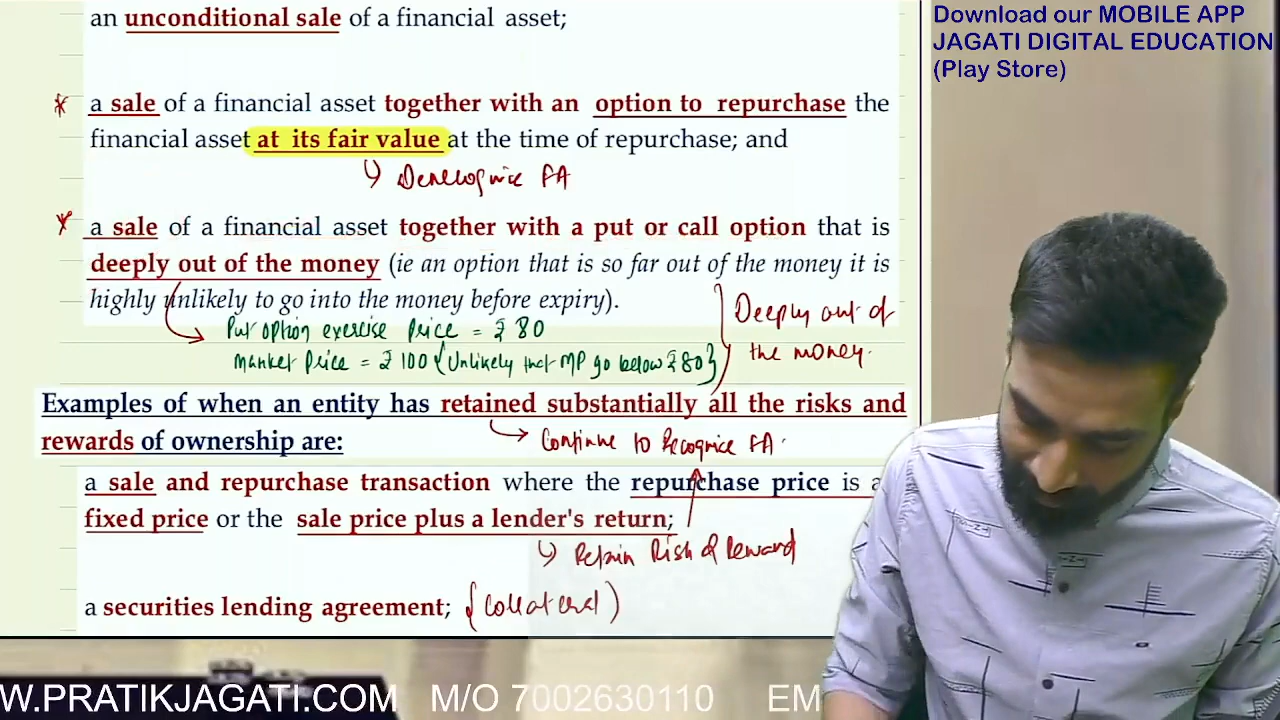 an unconditional sale of a financial asset;
Download our MOBILE APP
JAGATI DIGITAL EDUCATION
(Play Store)
a sale of a financial asset together with an option to repurchase the
financial asset at its fair value at the time of repurchase; and
Derecognise FA
a sale of a financial asset together with a put or call option that is
deeply out of the money (ie an option that is so far out of the money it is
highly unlikely to go into the money before expiry).
Put option exercise Price = ₹ 80
Market Price = ₹ 100 {Unlikely that MP go below ₹80}
Deeply out of
the money.
Examples of when an entity has retained substantially all the risks and
rewards of ownership are:
Continue to Recognise FA.
a sale and repurchase transaction where the repurchase price is a
fixed price or the sale price plus a lender's return;
Retain Risk & Reward
a securities lending agreement; {Collateral)
W.PRATIKJAGATI.COM M/O 7002630110 EM